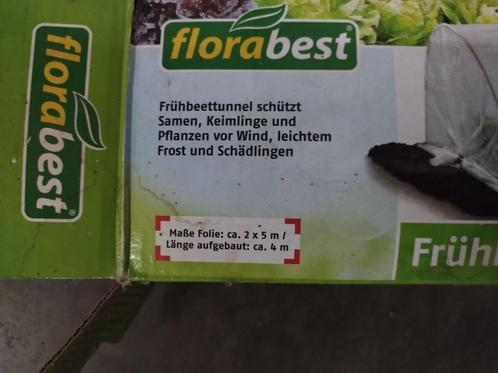 florabest®
florabest®
Frühbeettunnel schützt
Samen, Keimlinge und
Pflanzen vor Wind, leichtem
Frost und Schädlingen
Maße Folie: ca. 2 x 5 m /
Länge aufgebaut: ca. 4 m
Früh